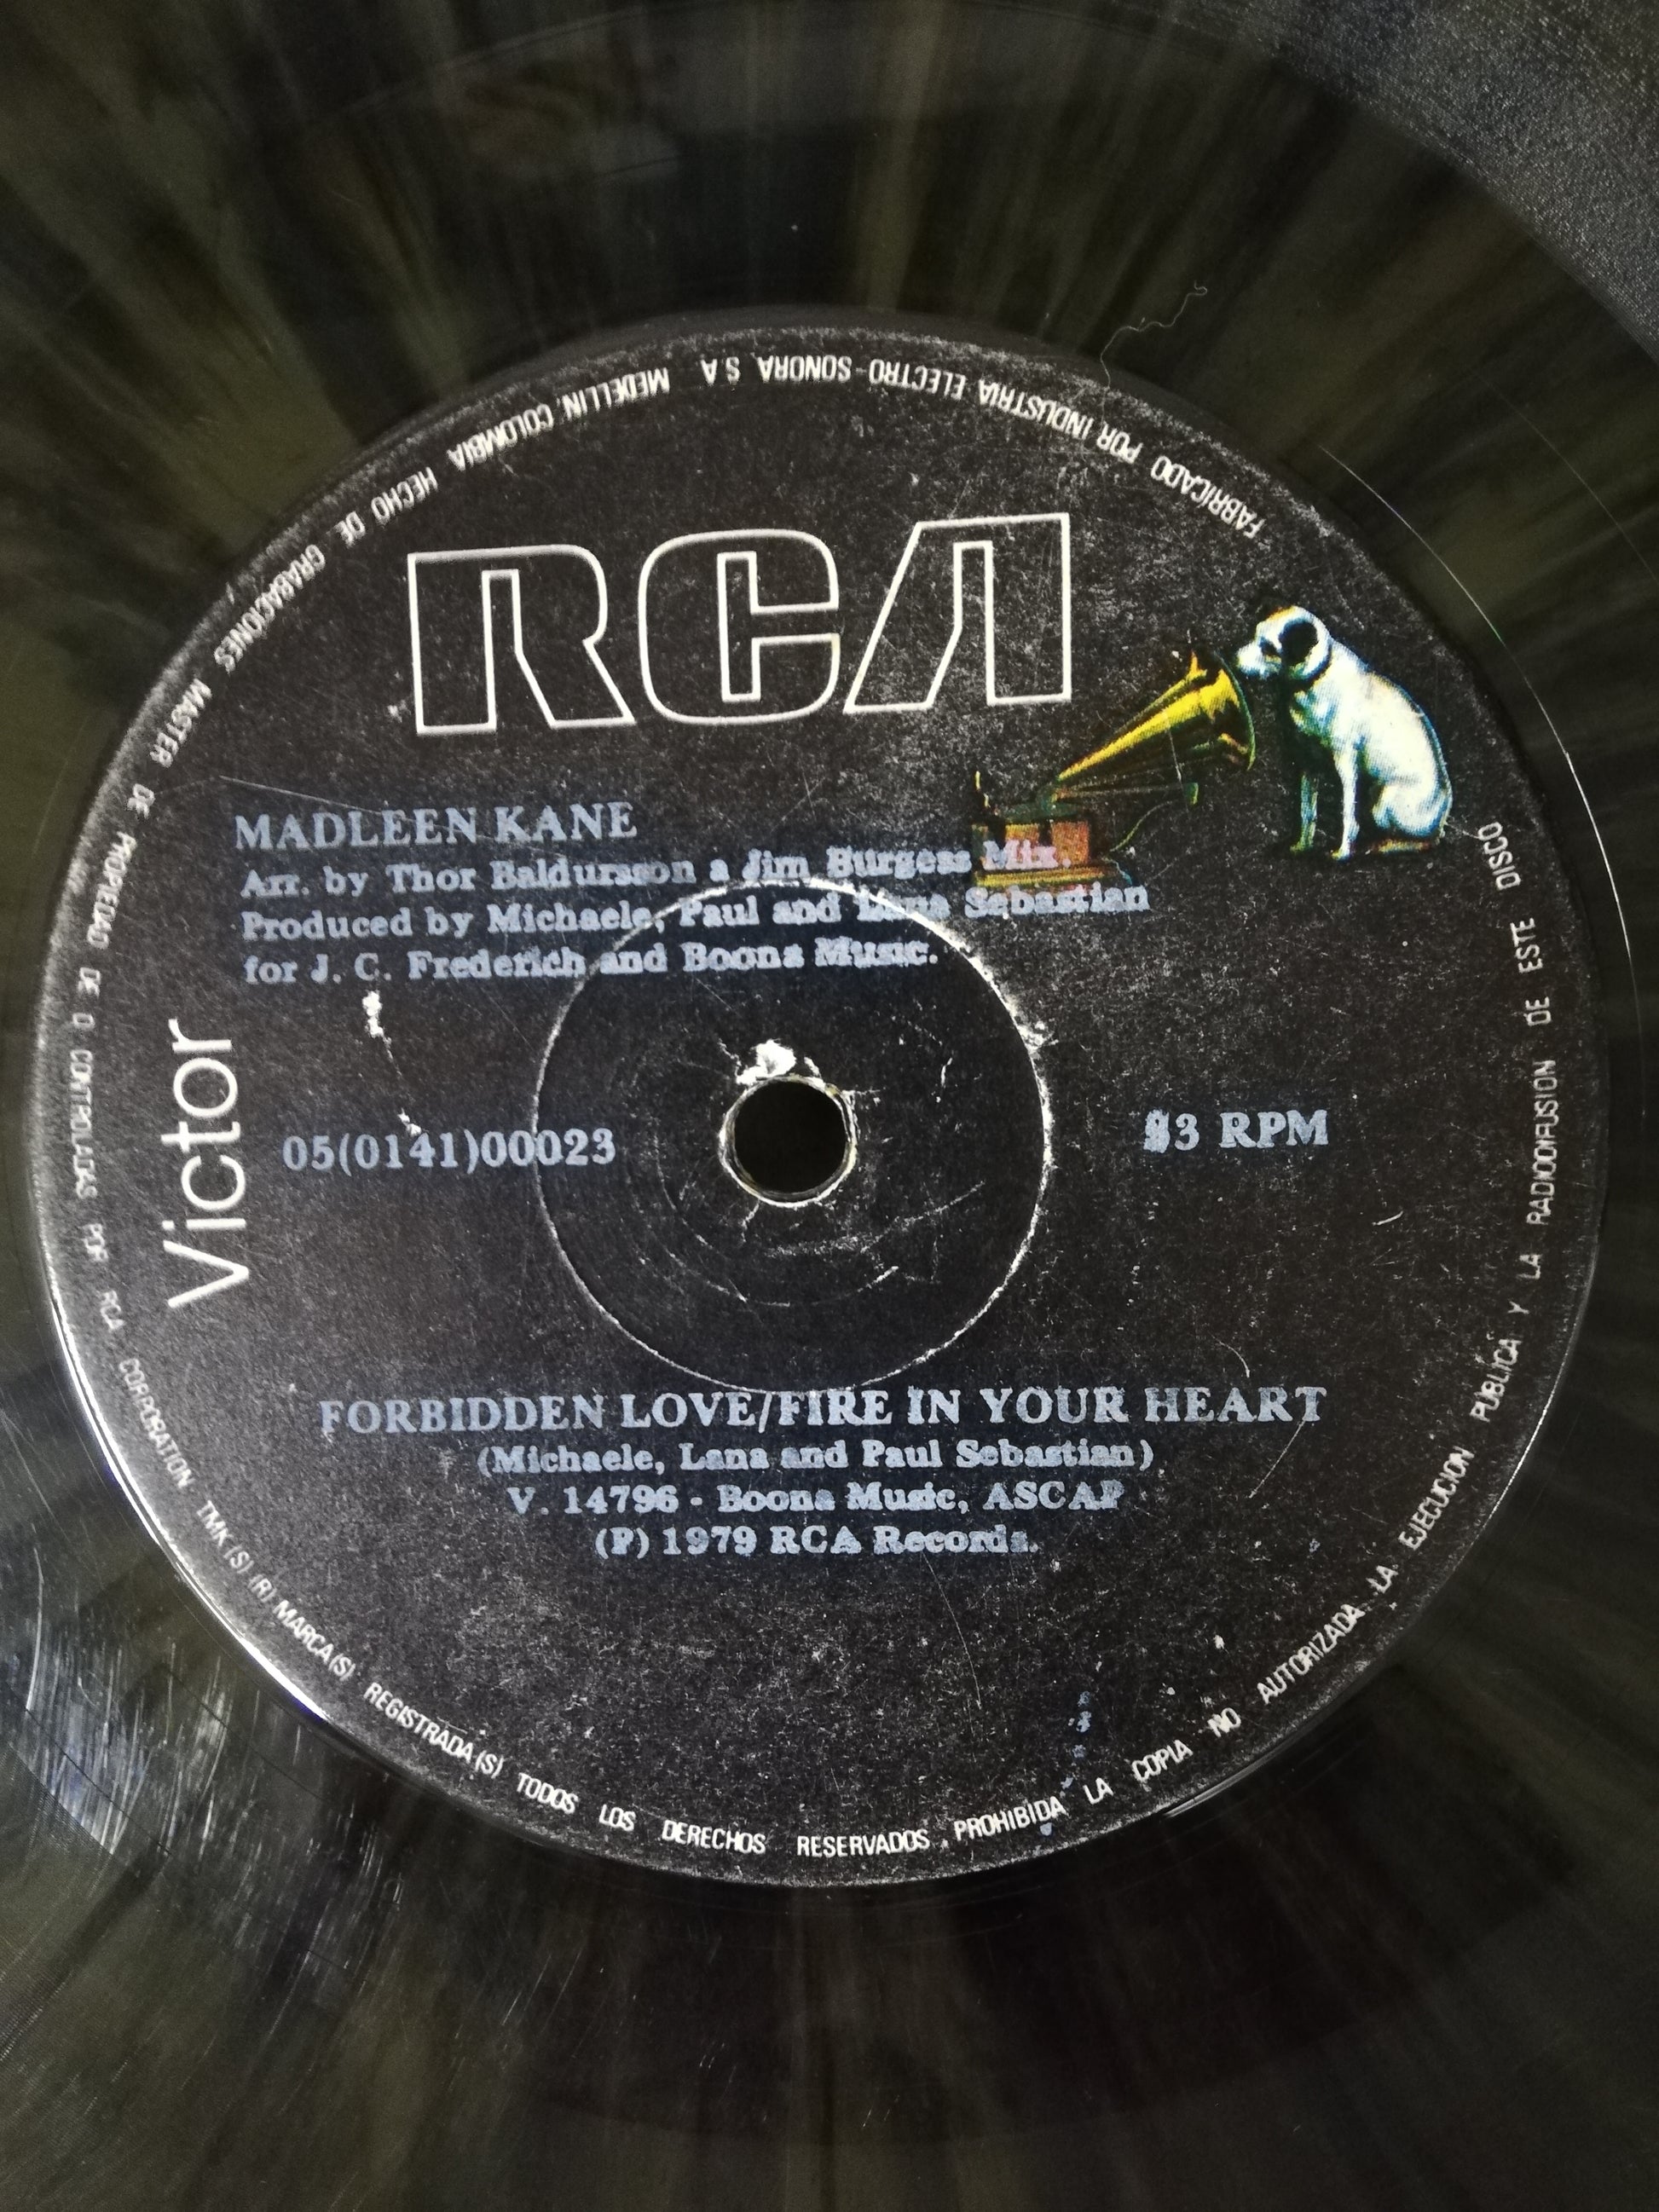 FABRICADO POR INDUSTRIA ELECTRO-SONORA S.A. MEDELLIN, COLOMBIA HECHO DE GRABACIONES MASTER DE PROPIEDAD DE O CONTROLADAS POR RCA CORPORATION TMK(S) (R) MARCA(S) REGISTRADA(S) TODOS LOS DERECHOS RESERVADOS. PROHIBIDA LA COPIA NO AUTORIZADA. LA EJECUCION PUBLICA Y LA RADIODIFUSION DE ESTE DISCO
RCA
MADLEEN KANE
Arr. by Thor Baldursson a Jim Burgess Mix.
Produced by Michaele, Paul and Lana Sebastian
for J. C. Frederich and Boona Music.
Victor
05(0141)00023
33 RPM
FORBIDDEN LOVE/FIRE IN YOUR HEART
(Michaele, Lana and Paul Sebastian)
V. 14796 - Boona Music, ASCAP
(P) 1979 RCA Records.